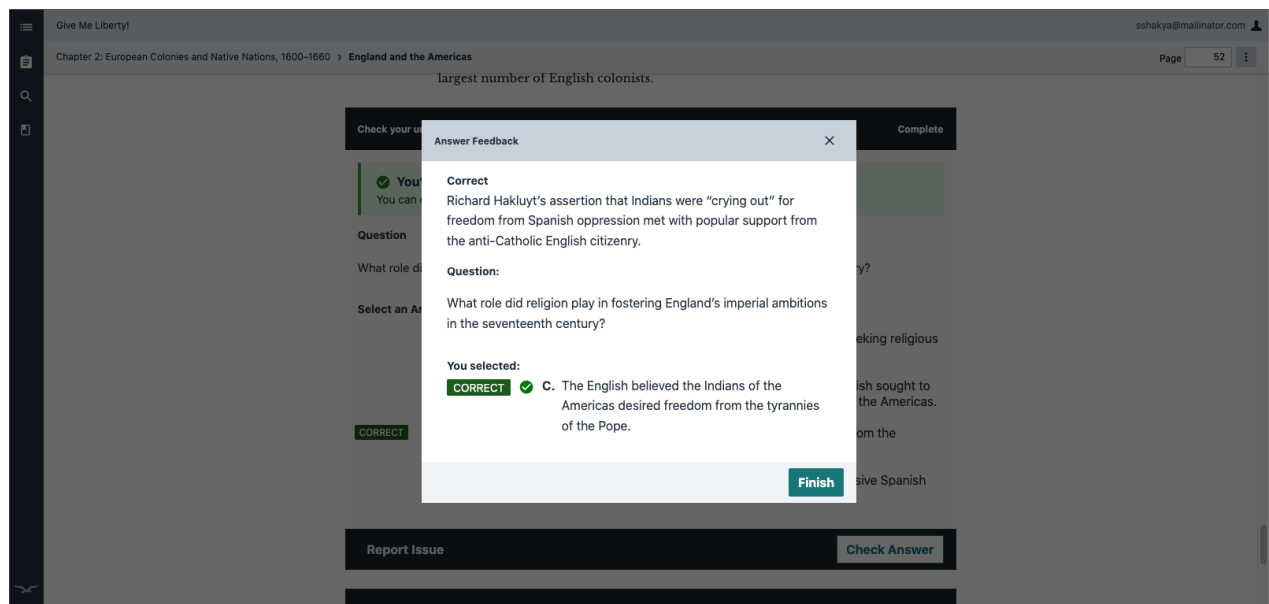 Give Me Liberty!
sshakya@mailinator.com
Chapter 2: European Colonies and Native Nations, 1600–1660 > England and the Americas
Page 52
largest number of English colonists.
Check your u
Complete
Answer Feedback
You'
You can
Correct
Richard Hakluyt's assertion that Indians were “crying out” for
freedom from Spanish oppression met with popular support from
the anti-Catholic English citizenry.
Question
Question:
What role di
ry?
What role did religion play in fostering England's imperial ambitions
in the seventeenth century?
Select an A
eking religious
You selected:
CORRECT C. The English believed the Indians of the
Americas desired freedom from the tyrannies
of the Pope.
ish sought to
the Americas.
CORRECT
om the
sive Spanish
Finish
Report Issue
Check Answer